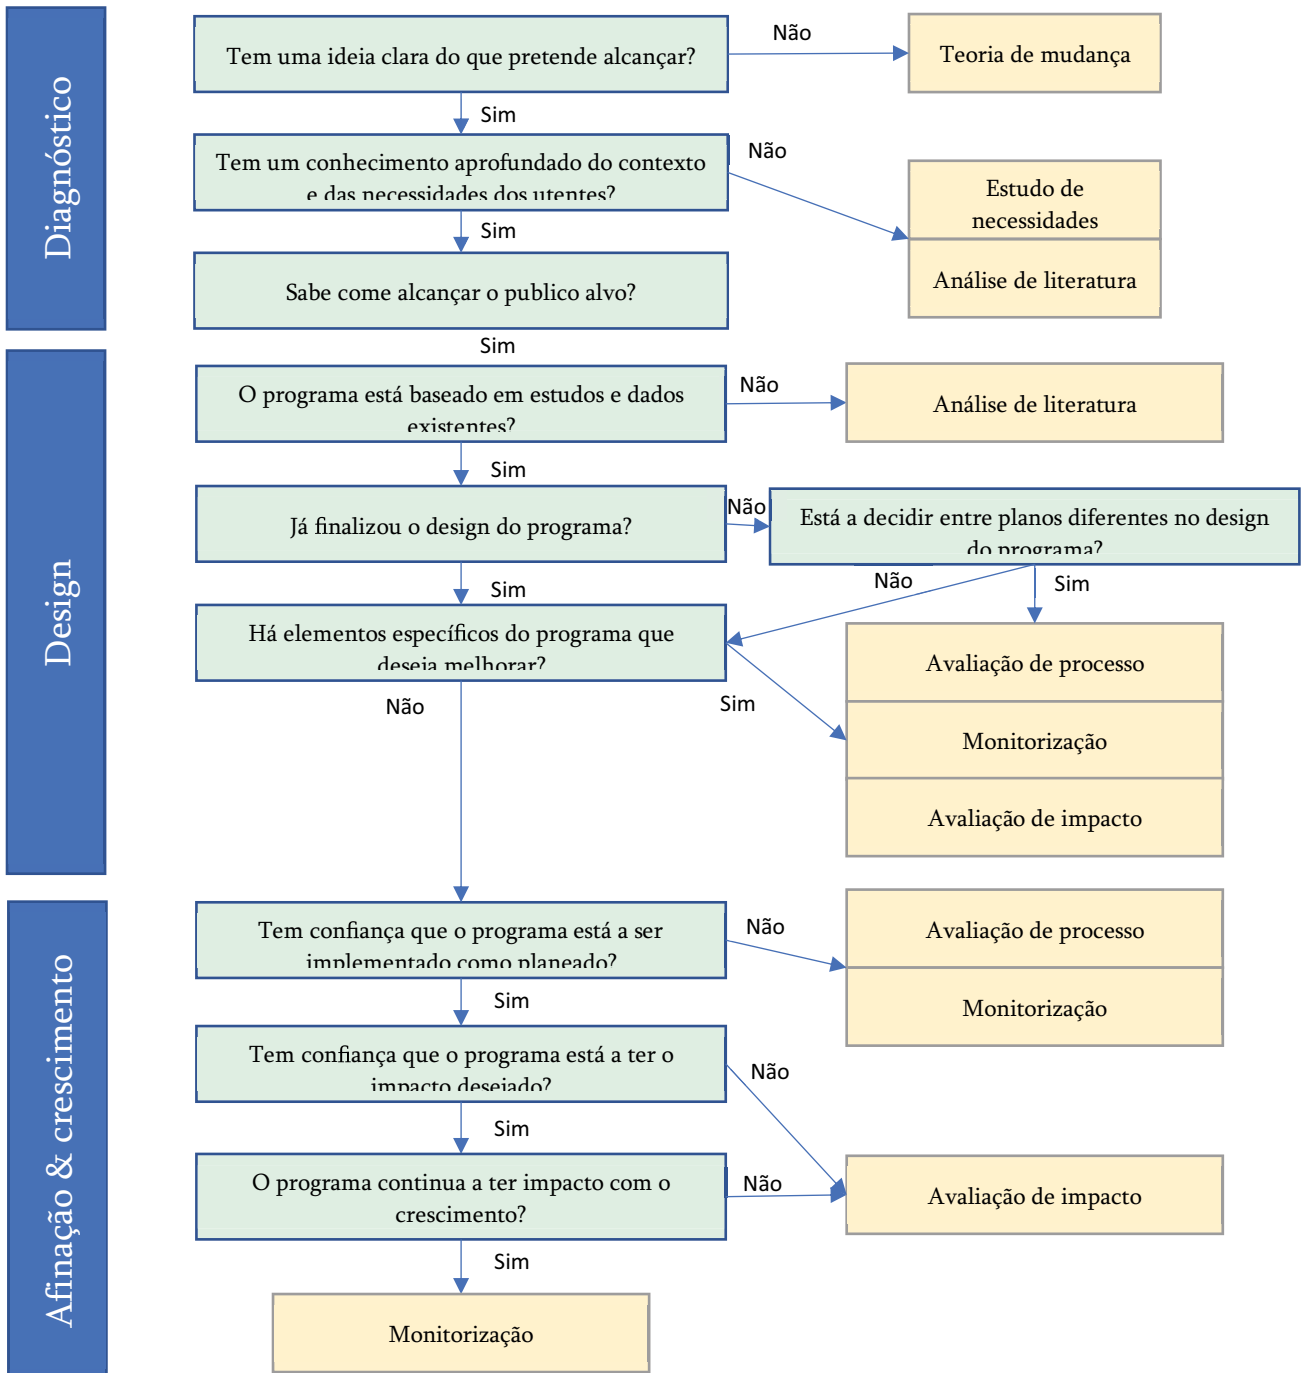 Diagnóstico
Tem uma ideia clara do que pretende alcançar?
Não
Teoria de mudança
Sim
Tem um conhecimento aprofundado do contexto
e das necessidades dos utentes?
Não
Estudo de
necessidades
Análise de literatura
Sim
Sabe como alcançar o publico alvo?
Sim
Design
O programa está baseado em estudos e dados
existentes?
Não
Análise de literatura
Sim
Já finalizou o design do programa?
Não
Está a decidir entre planos diferentes no design
do programa?
Não
Sim
Sim
Há elementos específicos do programa que
deseja melhorar?
Não
Sim
Avaliação de processo
Monitorização
Avaliação de impacto
Afinação & crescimento
Tem confiança que o programa está a ser
implementado como planeado?
Não
Avaliação de processo
Monitorização
Sim
Tem confiança que o programa está a ter o
impacto desejado?
Não
Sim
O programa continua a ter impacto com o
crescimento?
Não
Avaliação de impacto
Sim
Monitorização